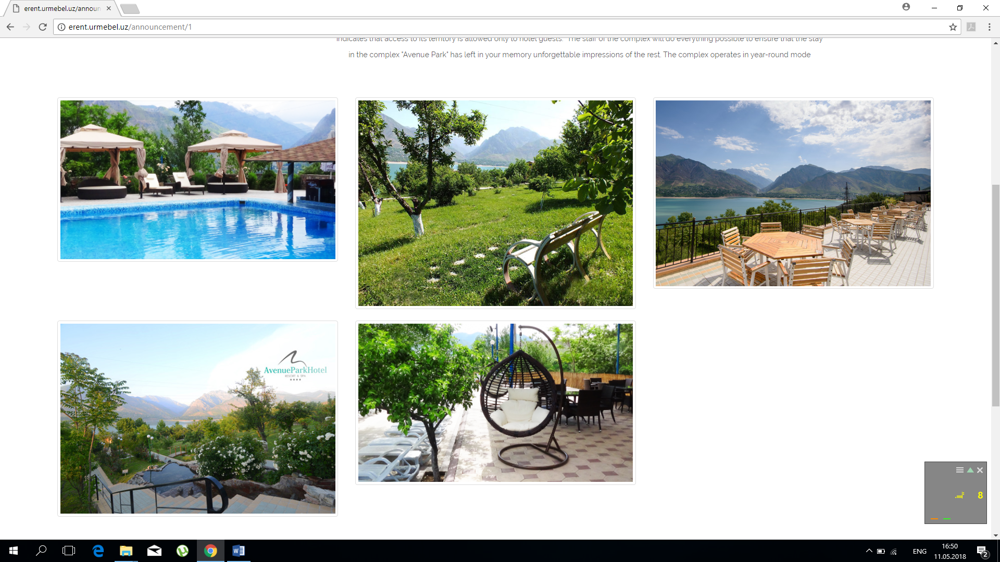 erent.urmebel.uz/announ
erent.urmebel.uz/announcement/1
indicates that access to its territory is allowed only to hotel guests. The staff of the complex will do everything possible to ensure that the stay
in the complex "Avenue Park" has left in your memory unforgettable impressions of the rest. The complex operates in year-round mode
AvenueParkHotel
RESORT & SPA
8
ENG
16:50
11.05.2018
2